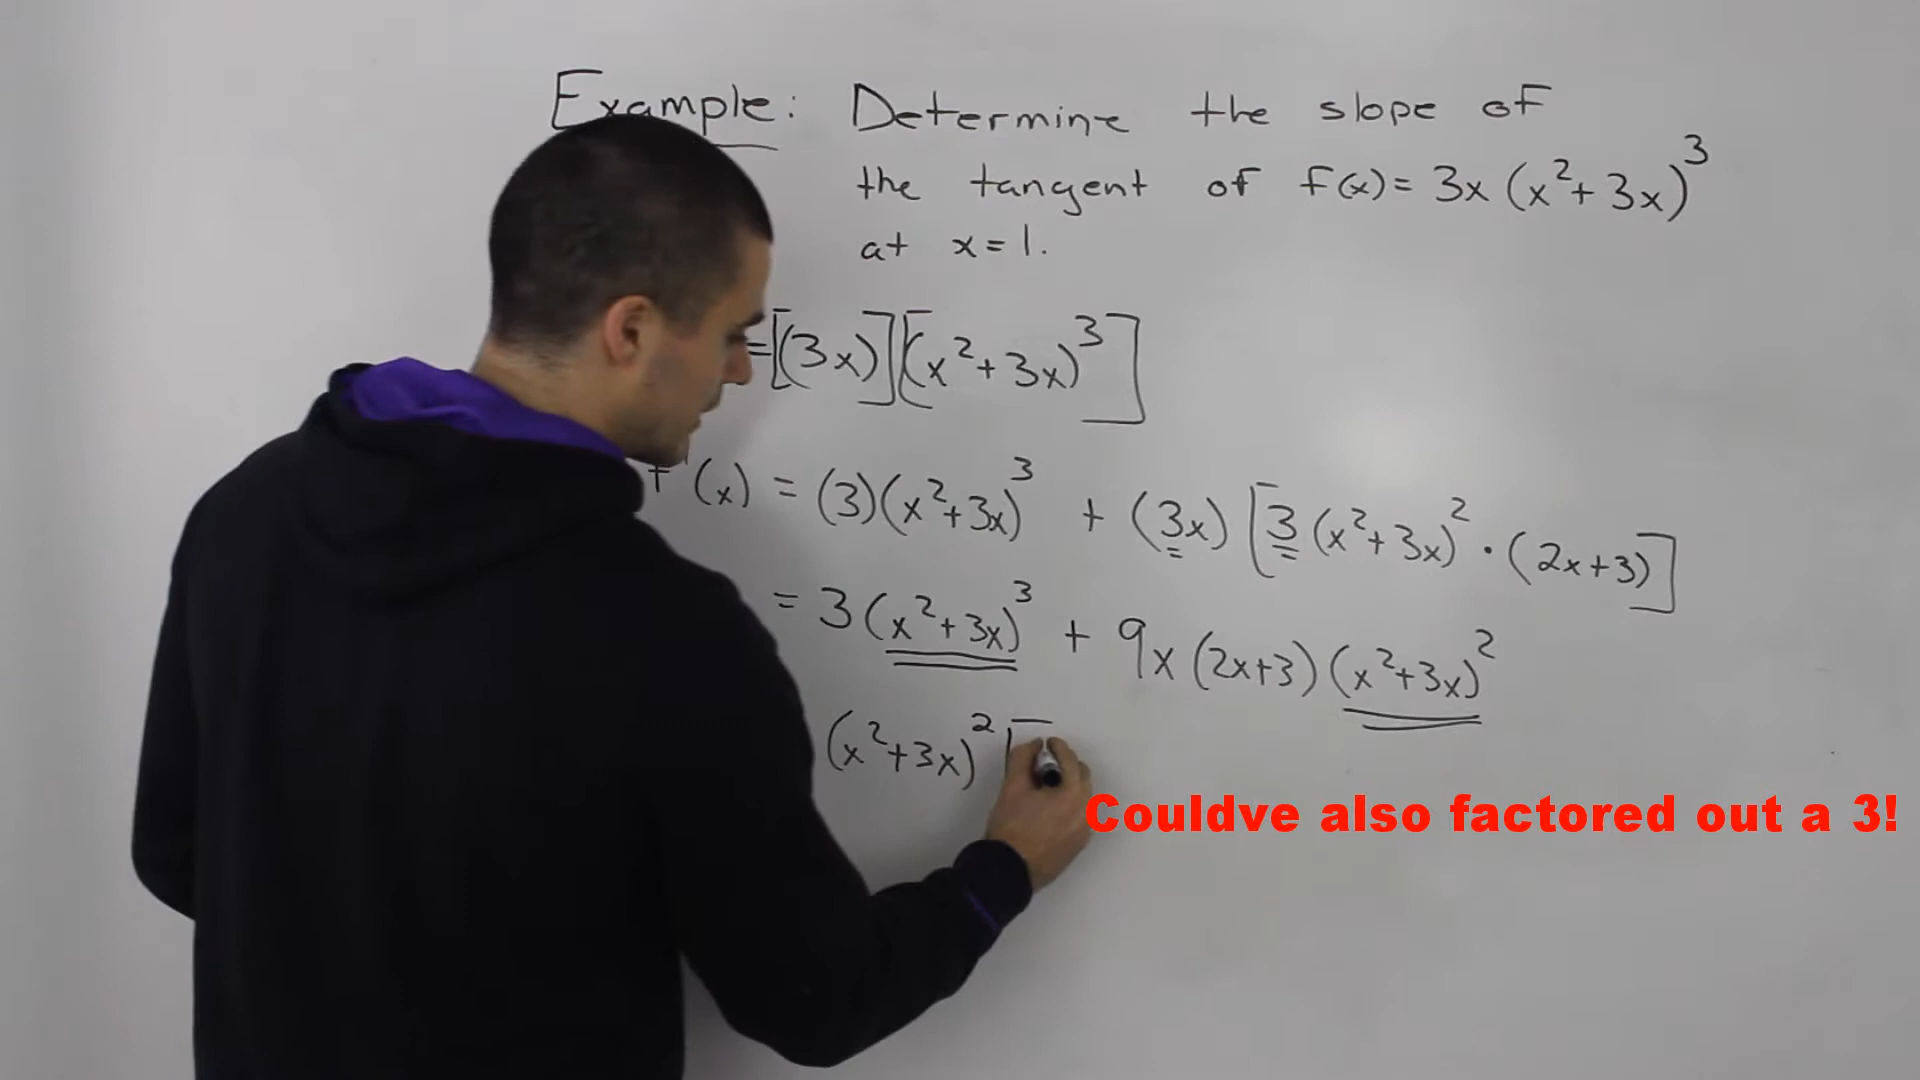 Example: Determine the slope of
the tangent of f(x) = 3x (x²+ 3x)³
at x = 1.
= [(3x)] [(x²+ 3x)³]
f'(x) = (3)(x²+3x)³ + (3x) [3 (x²+3x)² • (2x+3)]
= 3 (x²+3x)³ + 9x (2x+3) (x²+3x)²
(x²+3x)² [
Couldve also factored out a 3!